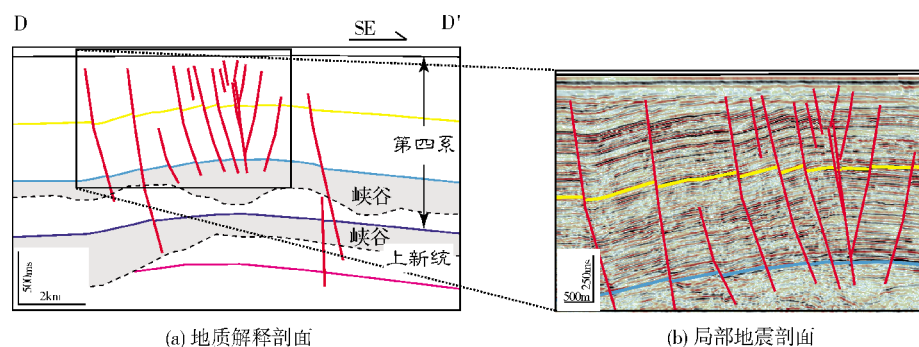 D
SE
D'
第四系
峡谷
峡谷
上新统
500ms
2km
250ms
500m
(a) 地质解释剖面
(b) 局部地震剖面